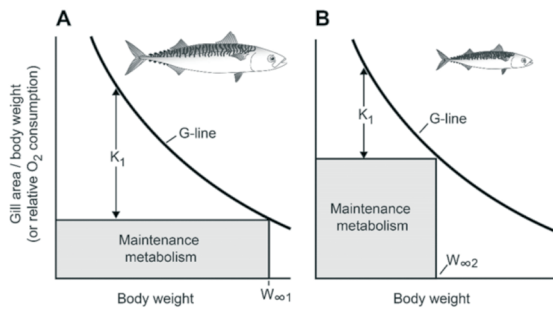 A
B
Gill area / body weight
(or relative O₂ consumption)
K₁
G-line
Maintenance
metabolism
W∞1
Body weight
K₁
G-line
Maintenance
metabolism
W∞2
Body weight